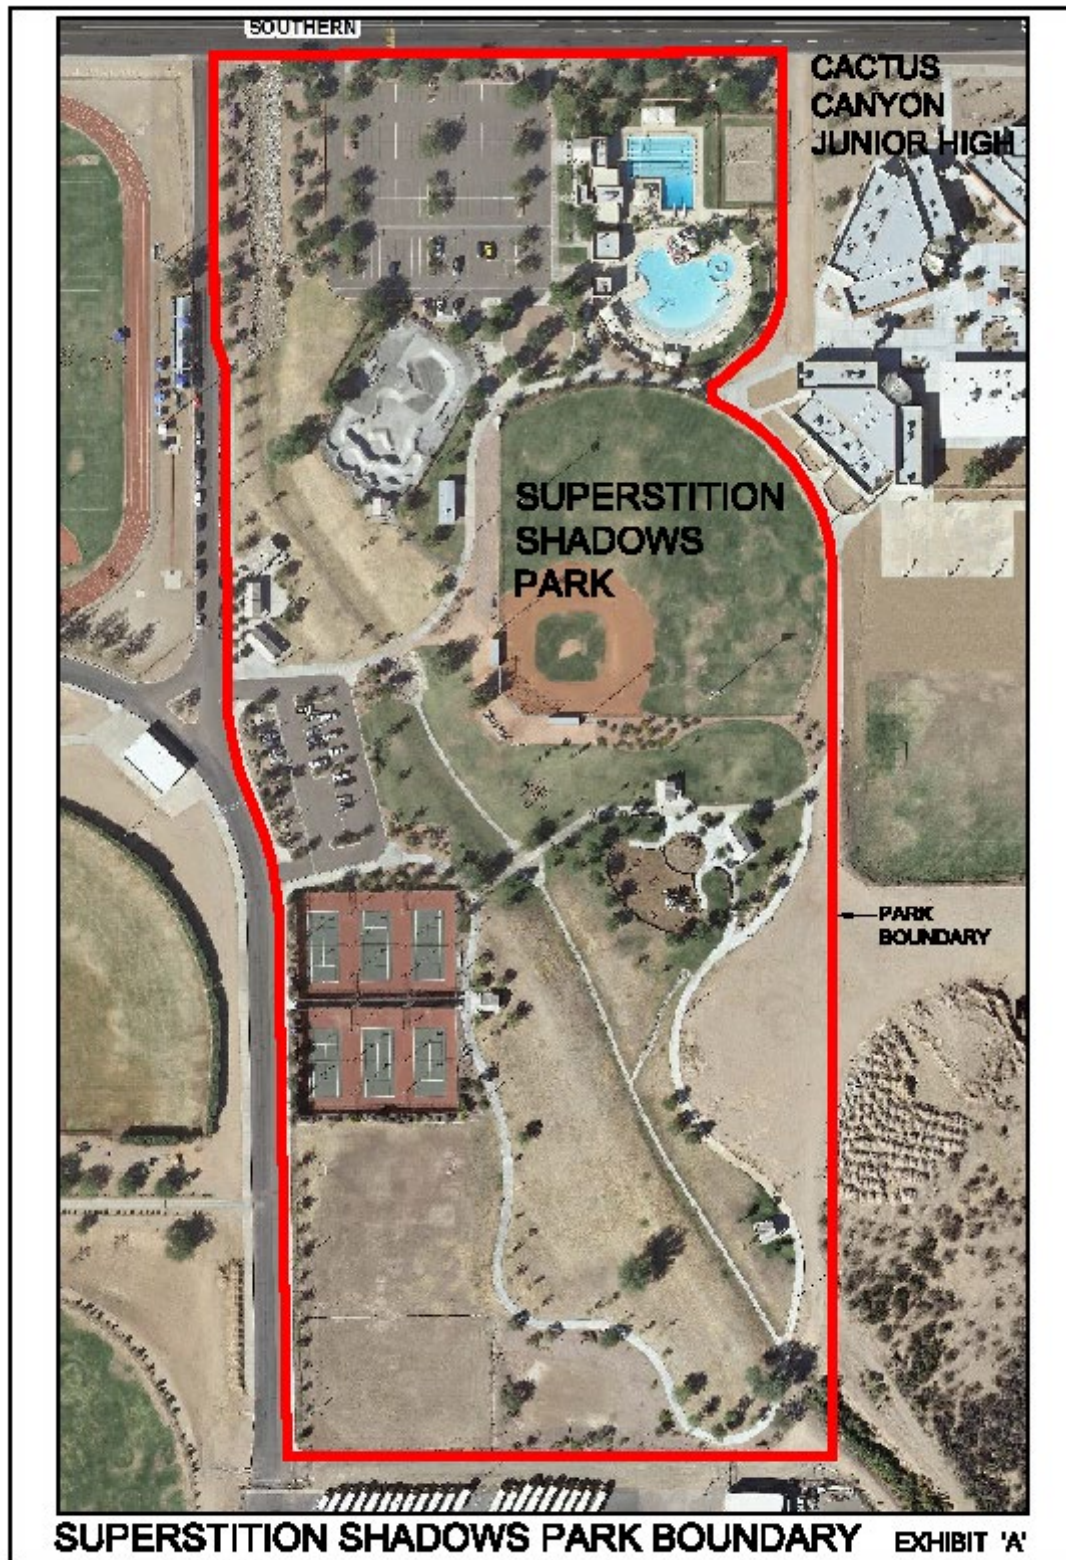 SOUTHERN
CACTUS
CANYON
JUNIOR HIGH
SUPERSTITION
SHADOWS
PARK
PARK
BOUNDARY
SUPERSTITION SHADOWS PARK BOUNDARY EXHIBIT 'A'